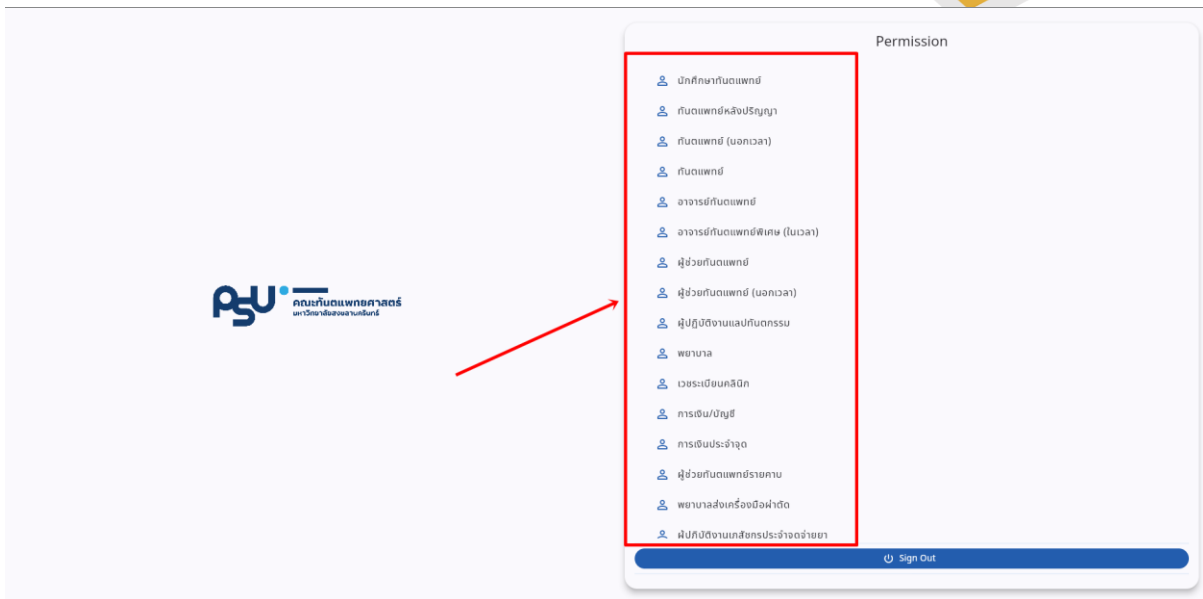 Permission
นักศึกษาทันตแพทย์
ทันตแพทย์หลังปริญญา
ทันตแพทย์ (นอกเวลา)
ทันตแพทย์
อาจารย์ทันตแพทย์
อาจารย์ทันตแพทย์พิเศษ (ในเวลา)
ผู้ช่วยทันตแพทย์
ผู้ช่วยทันตแพทย์ (นอกเวลา)
ผู้ปฏิบัติงานแลปทันตกรรม
พยาบาล
เวชระเบียนคลินิก
การเงิน/บัญชี
การเงินประจำจุด
ผู้ช่วยทันตแพทย์รายคาบ
พยาบาลส่งเครื่องมือผ่าตัด
ผู้ปฏิบัติงานเภสัชกรประจำจุดจ่ายยา
Sign Out
PSU
คณะทันตแพทยศาสตร์
มหาวิทยาลัยสงขลานครินทร์